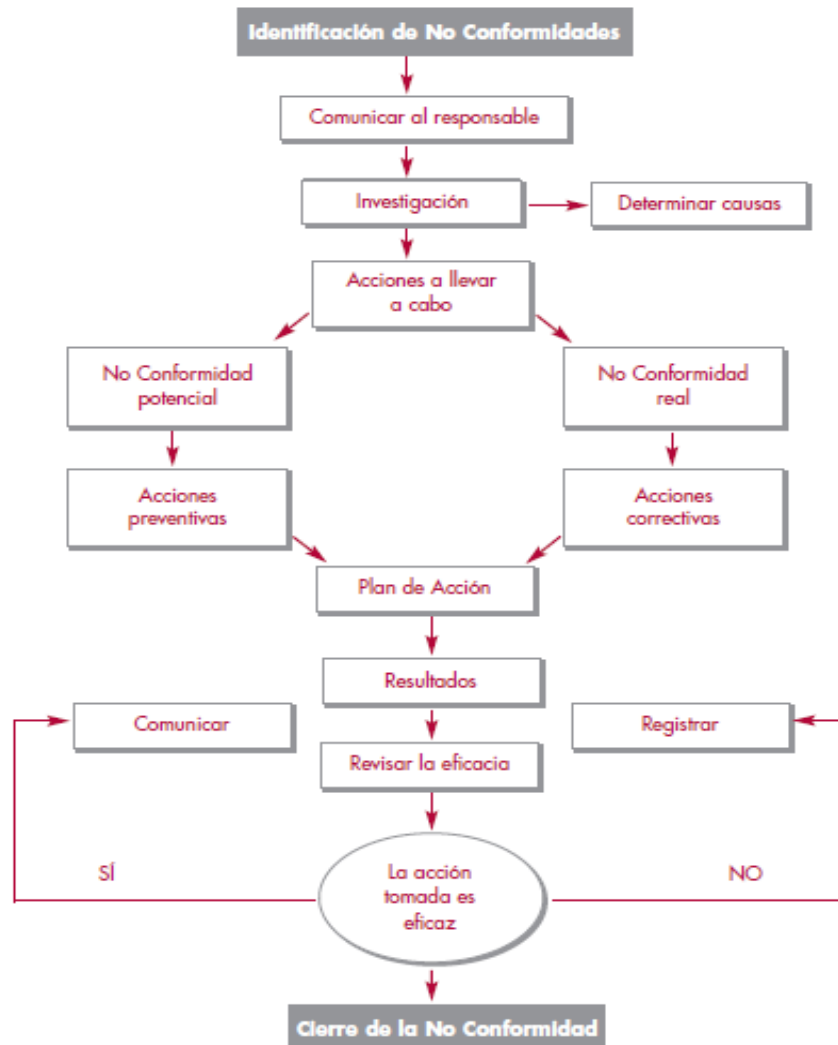 Identificación de No Conformidades
Comunicar al responsable
Investigación
Determinar causas
Acciones a llevar
a cabo
No Conformidad
potencial
No Conformidad
real
Acciones
preventivas
Acciones
correctivas
Plan de Acción
Resultados
Comunicar
Registrar
Revisar la eficacia
SÍ
La acción
tomada es
eficaz
NO
Cierre de la No Conformidad